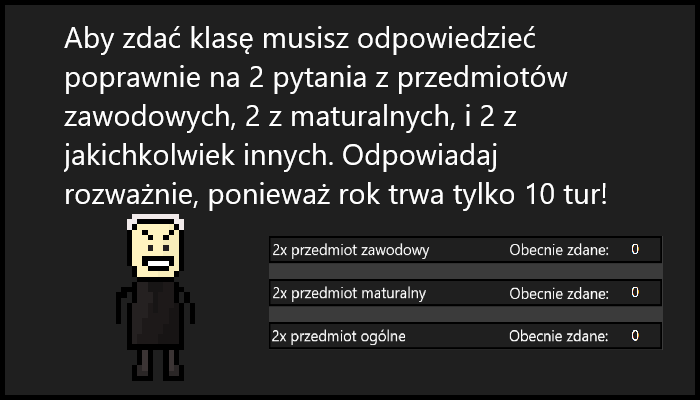 Aby zdać klasę musisz odpowiedzieć
poprawnie na 2 pytania z przedmiotów
zawodowych, 2 z maturalnych, i 2 z
jakichkolwiek innych. Odpowiadaj
rozważnie, ponieważ rok trwa tylko 10 tur!
2x przedmiot zawodowy Obecnie zdane: 0
2x przedmiot maturalny Obecnie zdane: 0
2x przedmiot ogólne Obecnie zdane: 0